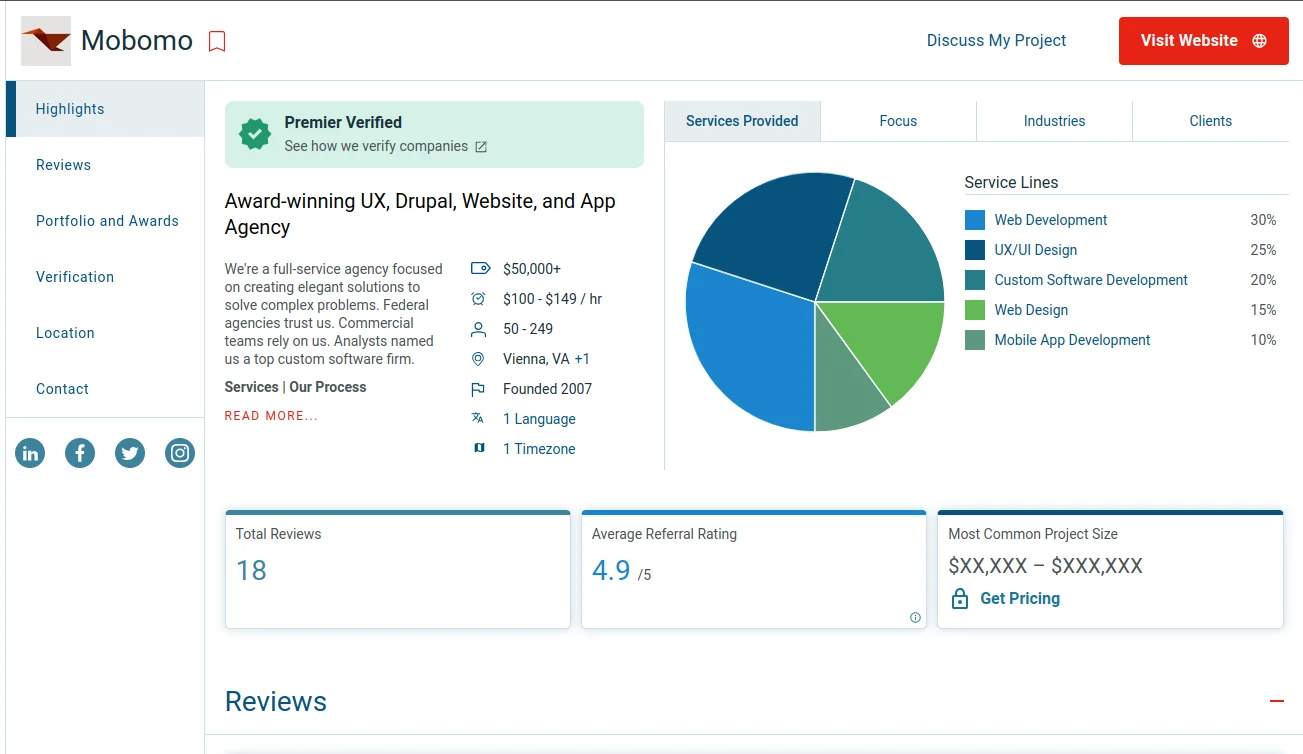 Mobomo
Discuss My Project
Visit Website
Highlights
Reviews
Portfolio and Awards
Verification
Location
Contact
Premier Verified
See how we verify companies
Award-winning UX, Drupal, Website, and App
Agency
We're a full-service agency focused
on creating elegant solutions to
solve complex problems. Federal
agencies trust us. Commercial
teams rely on us. Analysts named
us a top custom software firm.
Services | Our Process
READ MORE...
$50,000+
$100 - $149 / hr
50 - 249
Vienna, VA +1
Founded 2007
1 Language
1 Timezone
Services Provided
Focus
Industries
Clients
Service Lines
Web Development 30%
UX/UI Design 25%
Custom Software Development 20%
Web Design 15%
Mobile App Development 10%
Total Reviews
18
Average Referral Rating
4.9 /5
Most Common Project Size
$XX,XXX – $XXX,XXX
Get Pricing
Reviews